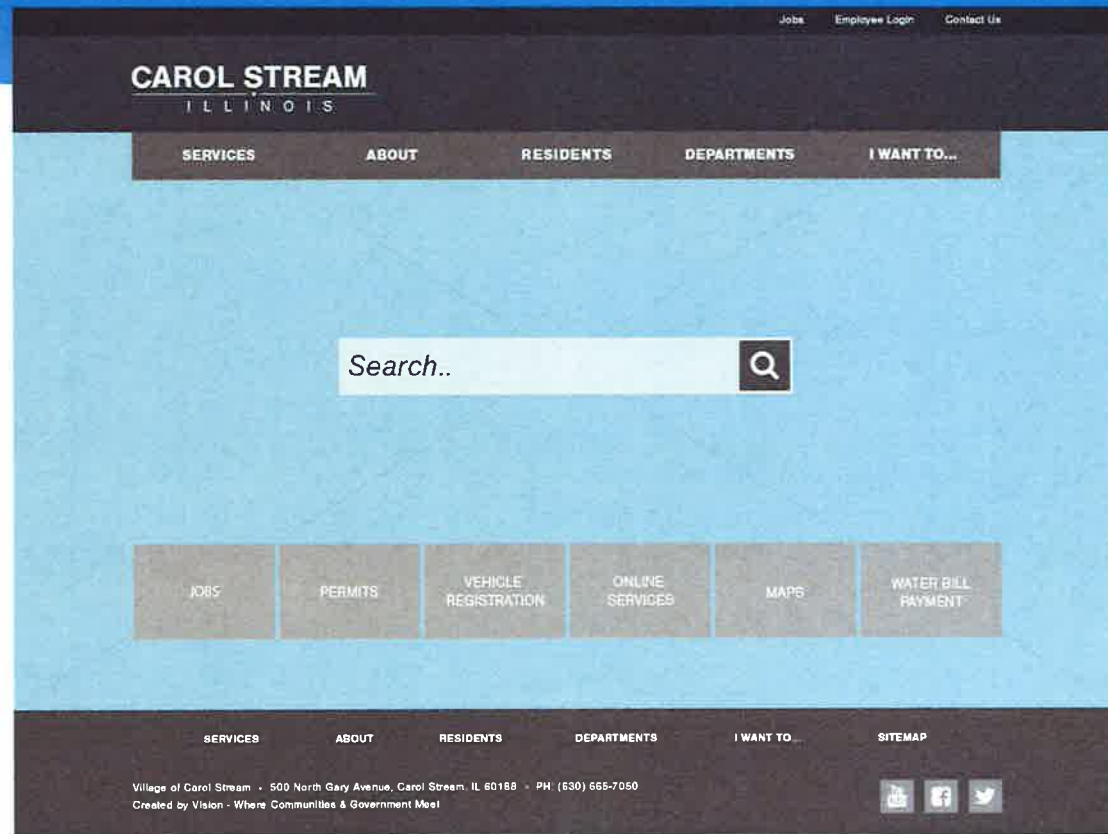 Jobs Employee Login Contact Us
CAROL STREAM
ILLINOIS
SERVICES ABOUT RESIDENTS DEPARTMENTS I WANT TO...
Search..
JOBS PERMITS VEHICLE REGISTRATION ONLINE SERVICES MAPS WATER BILL PAYMENT
SERVICES ABOUT RESIDENTS DEPARTMENTS I WANT TO... SITEMAP
Village of Carol Stream • 500 North Gary Avenue, Carol Stream, IL 60188 • PH: (630) 665-7050
Created by Vision - Where Communities & Government Meet
You Tube